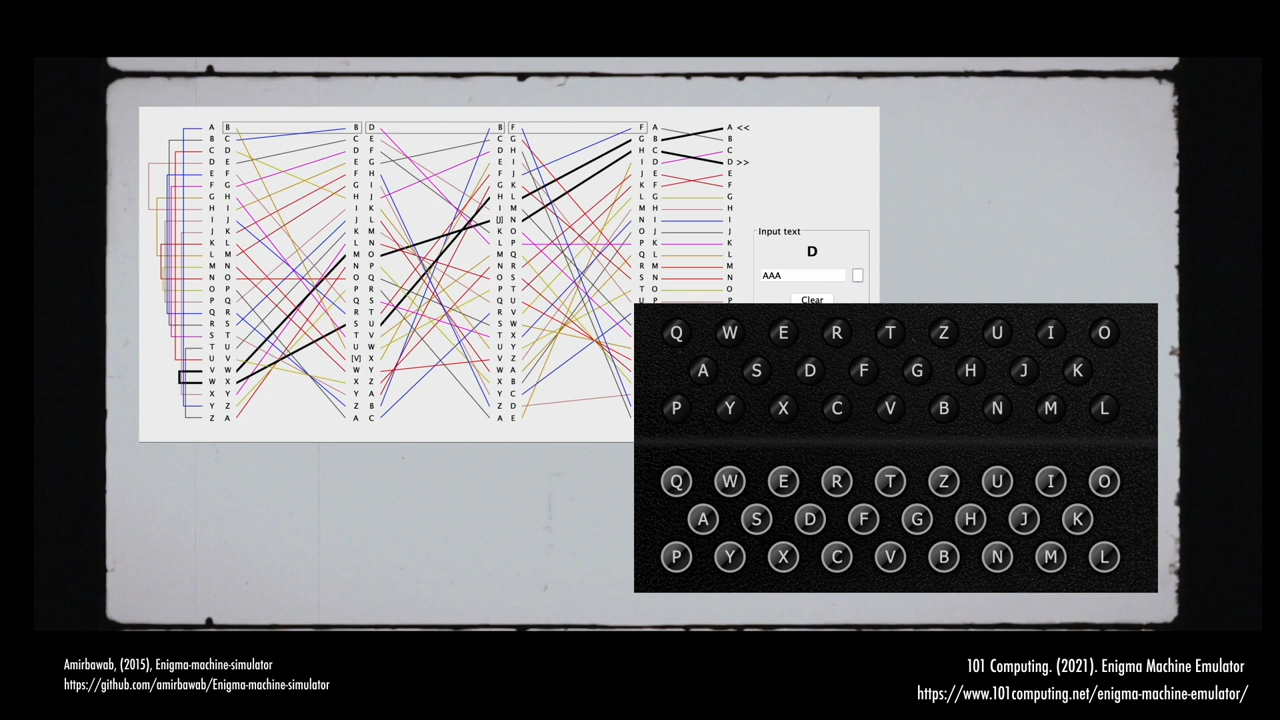 A B B D B F F A A <<
B C C E C G G B B
C D D F D H H C C
D E E G E I I D D >>
E F F H F J J E E
F G G I G K K F F
G H H J H L L G G
H I I K I M M H H
I J J L [J] N N I I
J K K M K O O J J
K L L N L P P K K
L M M O M Q Q L L
M N N P N R R M M
N O O Q O S S N N
O P P R P T T O O
P Q Q S Q U U P P
Q R R T R V
R S S U S W
S T T V T X
T U U W U Y
U V [V] X V Z
V W W Y W A
W X X Z X B
X Y Y A Y C
Y Z Z B Z D
Z A A C A E
Input text
D
AAA
Clear
Q W E R T Z U I O
A S D F G H J K
P Y X C V B N M L
Q W E R T Z U I O
A S D F G H J K
P Y X C V B N M L
Amirbawab, (2015), Enigma-machine-simulator
https://github.com/amirbawab/Enigma-machine-simulator
101 Computing. (2021). Enigma Machine Emulator
https://www.101computing.net/enigma-machine-emulator/